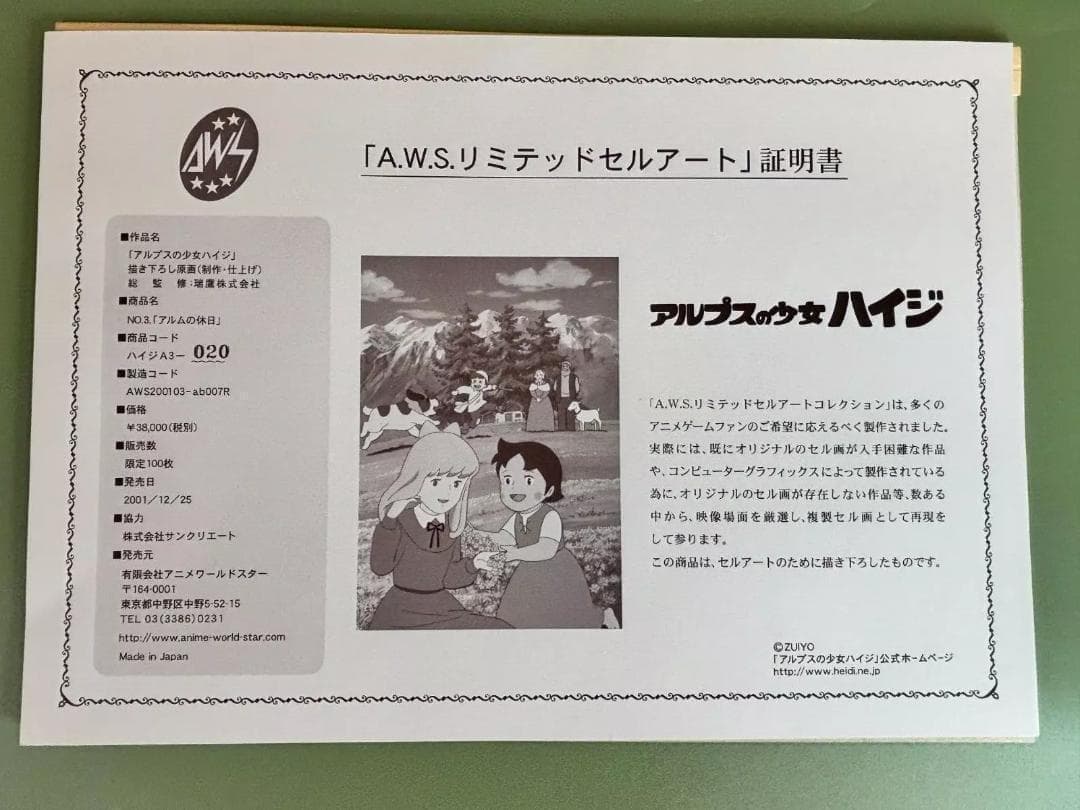 AWS
「A.W.S.リミテッドセルアート」証明書
■作品名
「アルプスの少女ハイジ」
描き下ろし原画(制作・仕上げ)
総 監 修:瑞鷹株式会社
■商品名
NO.3.「アルムの休日」
■商品コード
ハイジA3ー 020
■製造コード
AWS200103-ab007R
■価格
¥38,000(税別)
■販売数
限定100枚
■発売日
2001/12/25
■協力
株式会社サンクリエート
■発売元
有限会社アニメワールドスター
〒164-0001
東京都中野区中野5-52-15
TEL 03(3386)0231
http://www.anime-world-star.com
Made in Japan
アルプスの少女ハイジ
「A.W.S.リミテッドセルアートコレクション」は、多くの
アニメゲームファンのご希望に応えるべく製作されました。
実際には、既にオリジナルのセル画が入手困難な作品
や、コンピューターグラフィックスによって製作されている
為に、オリジナルのセル画が存在しない作品等、数ある
中から、映像場面を厳選し、複製セル画として再現を
して参ります。
この商品は、セルアートのために描き下ろしたものです。
©ZUIYO
「アルプスの少女ハイジ」公式ホームページ
http://www.heidi.ne.jp